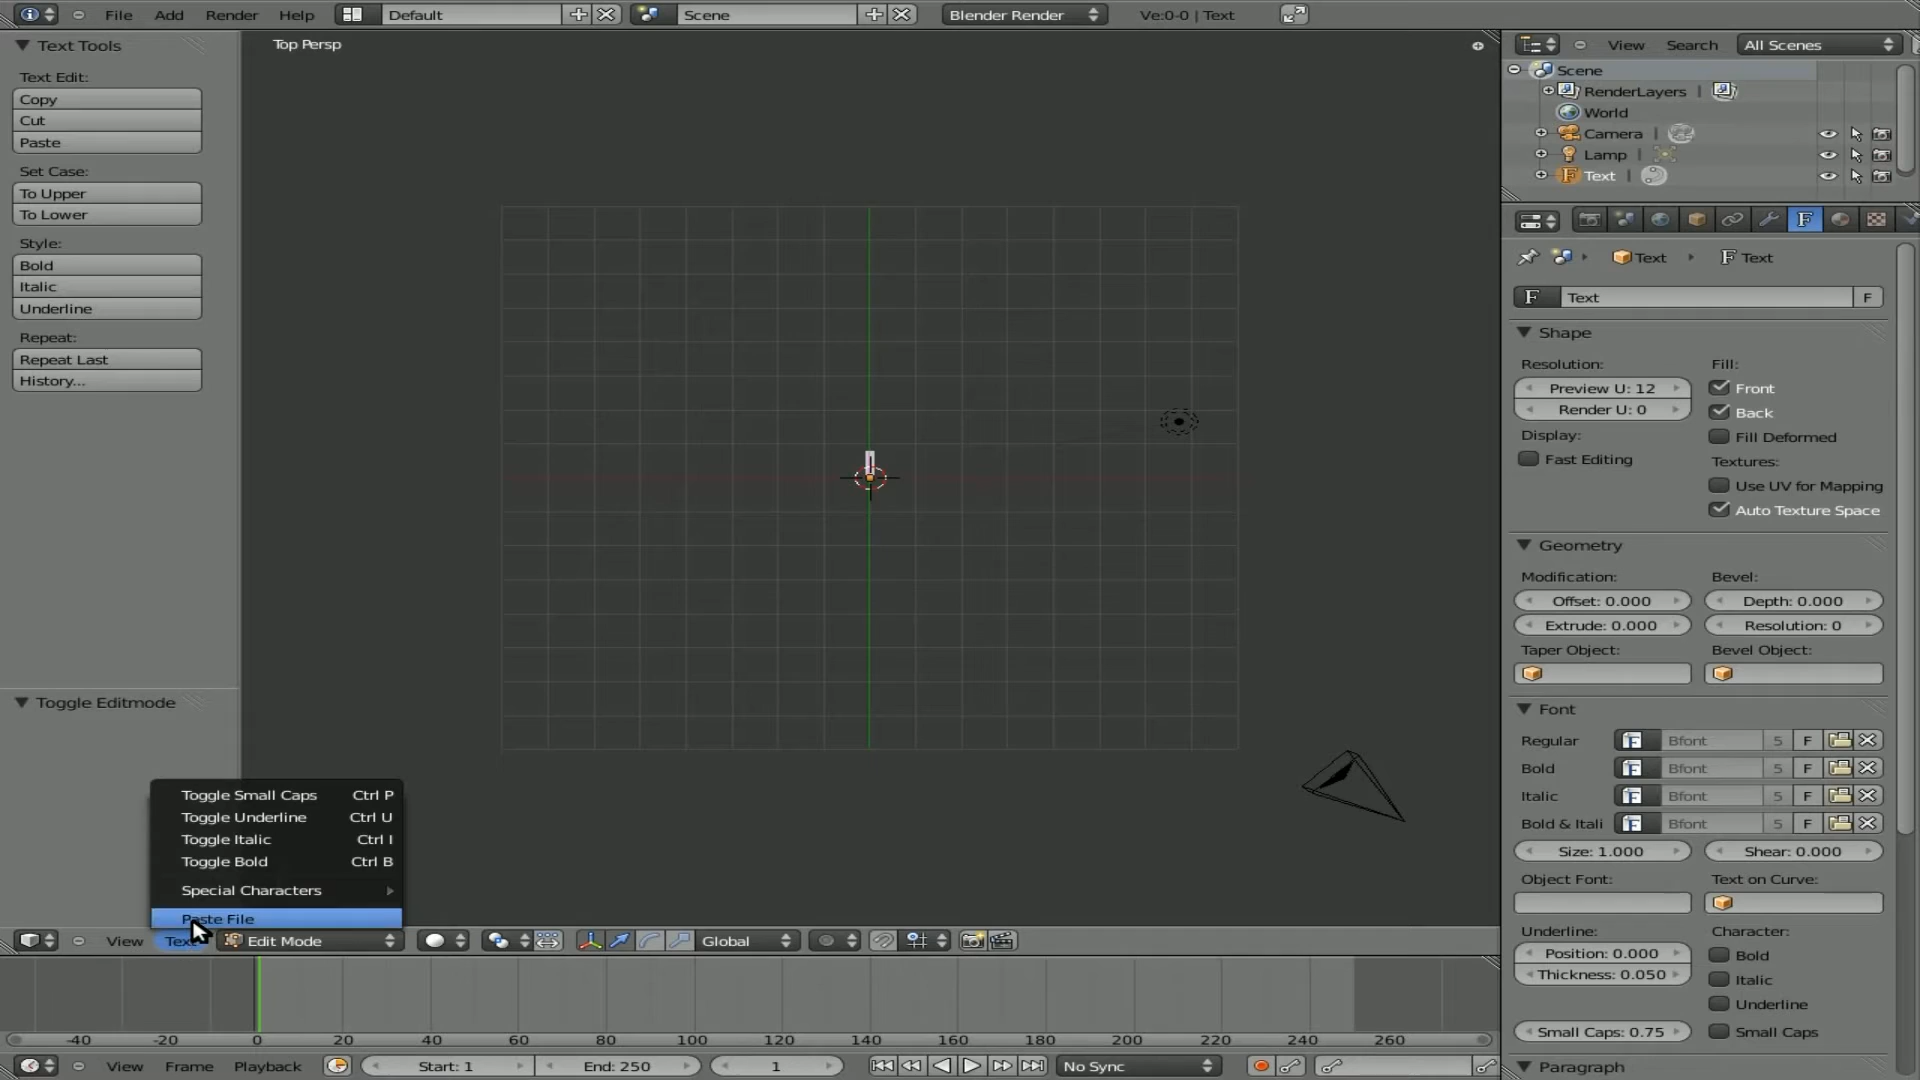 File Add Render Help Default Scene Blender Render Ve:0-0 | Text
Text Tools
Text Edit:
Copy
Cut
Paste
Set Case:
To Upper
To Lower
Style:
Bold
Italic
Underline
Repeat:
Repeat Last
History...
Toggle Editmode
Top Persp
Toggle Small Caps Ctrl P
Toggle Underline Ctrl U
Toggle Italic Ctrl I
Toggle Bold Ctrl B
Special Characters
Paste File
View Text Edit Mode Global
-40 -20 0 20 40 60 80 100 120 140 160 180 200 220 240 260
View Frame Playback Start: 1 End: 250 1 No Sync
View Search All Scenes
Scene
RenderLayers |
World
Camera |
Lamp |
Text |
Text F Text
F Text F
Shape
Resolution: Fill:
Preview U: 12 Front
Render U: 0 Back
Display: Fill Deformed
Fast Editing Textures:
Use UV for Mapping
Auto Texture Space
Geometry
Modification: Bevel:
Offset: 0.000 Depth: 0.000
Extrude: 0.000 Resolution: 0
Taper Object: Bevel Object:
Font
Regular Bfont 5 F
Bold Bfont 5 F
Italic Bfont 5 F
Bold & Itali Bfont 5 F
Size: 1.000 Shear: 0.000
Object Font: Text on Curve:
Underline: Character:
Position: 0.000 Bold
Thickness: 0.050 Italic
Underline
Small Caps: 0.75 Small Caps
Paragraph